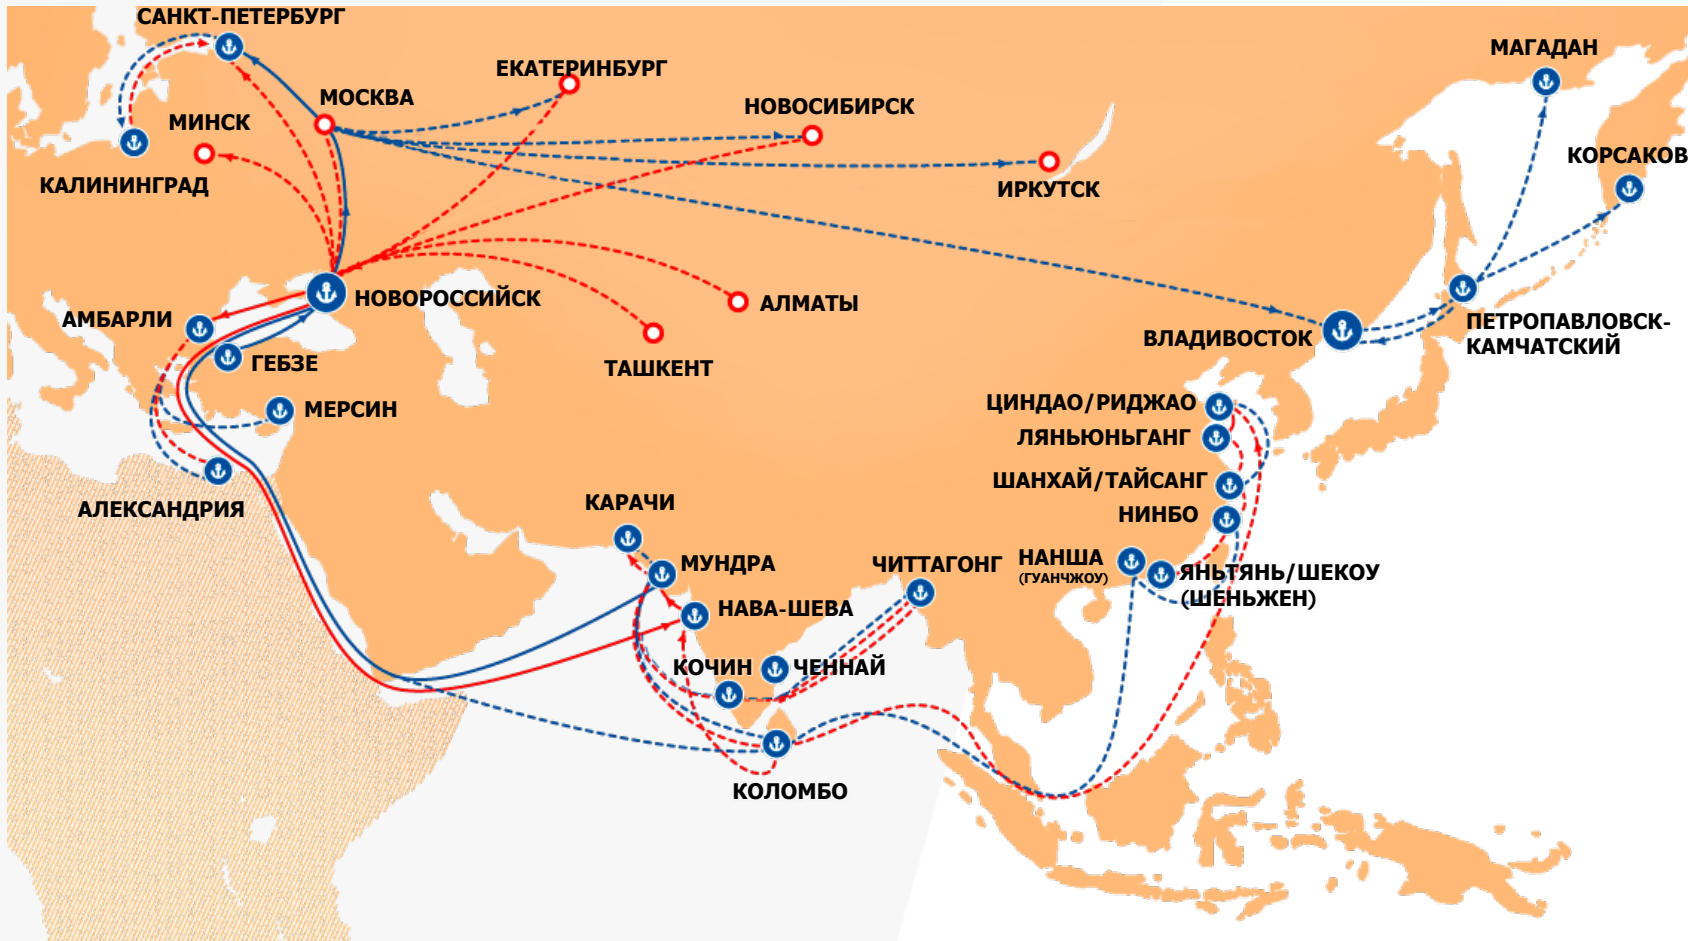 САНКТ-ПЕТЕРБУРГ
МАГАДАН
ЕКАТЕРИНБУРГ
МОСКВА
НОВОСИБИРСК
МИНСК
КОРСАКОВ
КАЛИНИНГРАД
ИРКУТСК
НОВОРОССИЙСК
АЛМАТЫ
АМБАРЛИ
ПЕТРОПАВЛОВСК-
КАМЧАТСКИЙ
ВЛАДИВОСТОК
ГЕБЗЕ
ТАШКЕНТ
МЕРСИН
ЦИНДАО/РИДЖАО
ЛЯНЬЮНЬГАНГ
ШАНХАЙ/ТАЙСАНГ
АЛЕКСАНДРИЯ
КАРАЧИ
НИНБО
МУНДРА
ЧИТТАГОНГ
НАНША
(ГУАНЧЖОУ)
ЯНЬТЯНЬ/ШЕКОУ
(ШЕНЬЖЕН)
НАВА-ШЕВА
КОЧИН
ЧЕННАЙ
КОЛОМБО